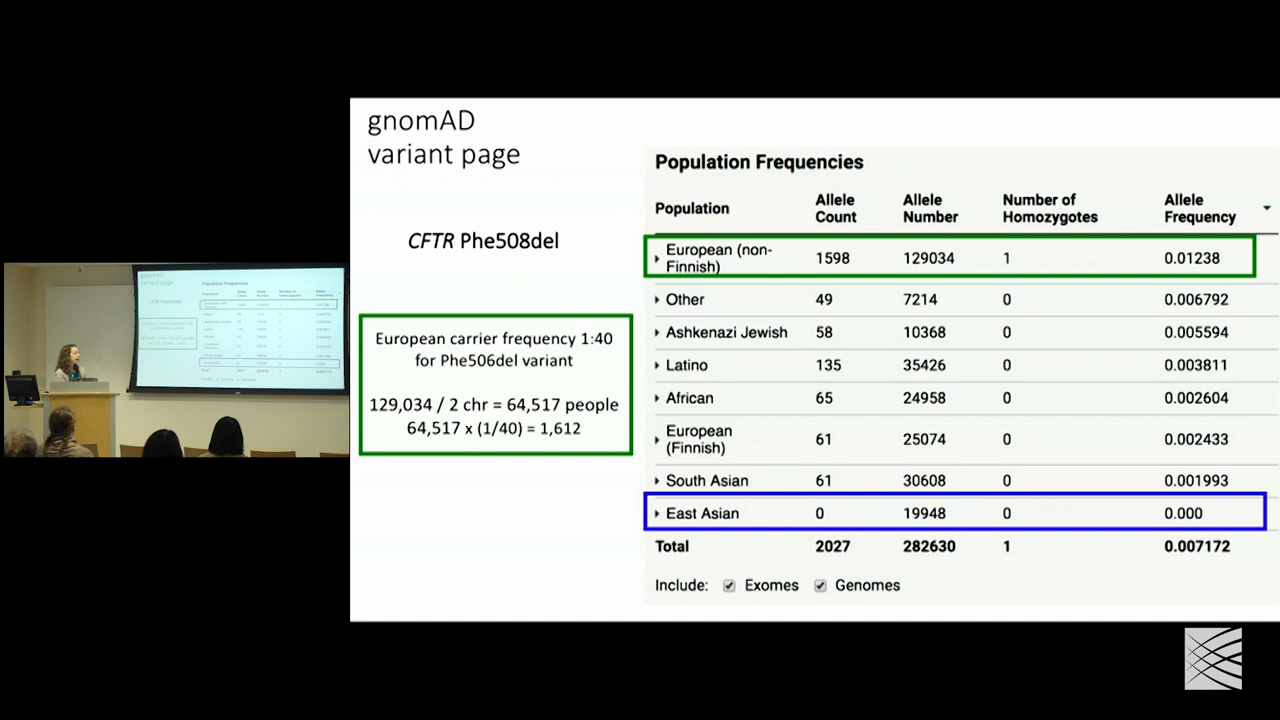 gnomAD
variant page
CFTR Phe508del
European carrier frequency 1:40
for Phe506del variant
129,034 / 2 chr = 64,517 people
64,517 x (1/40) = 1,612
Population Frequencies
Population Allele Count Allele Number Number of Homozygotes Allele Frequency
European (non-Finnish) 1598 129034 1 0.01238
Other 49 7214 0 0.006792
Ashkenazi Jewish 58 10368 0 0.005594
Latino 135 35426 0 0.003811
African 65 24958 0 0.002604
European (Finnish) 61 25074 0 0.002433
South Asian 61 30608 0 0.001993
East Asian 0 19948 0 0.000
Total 2027 282630 1 0.007172
Include: Exomes Genomes